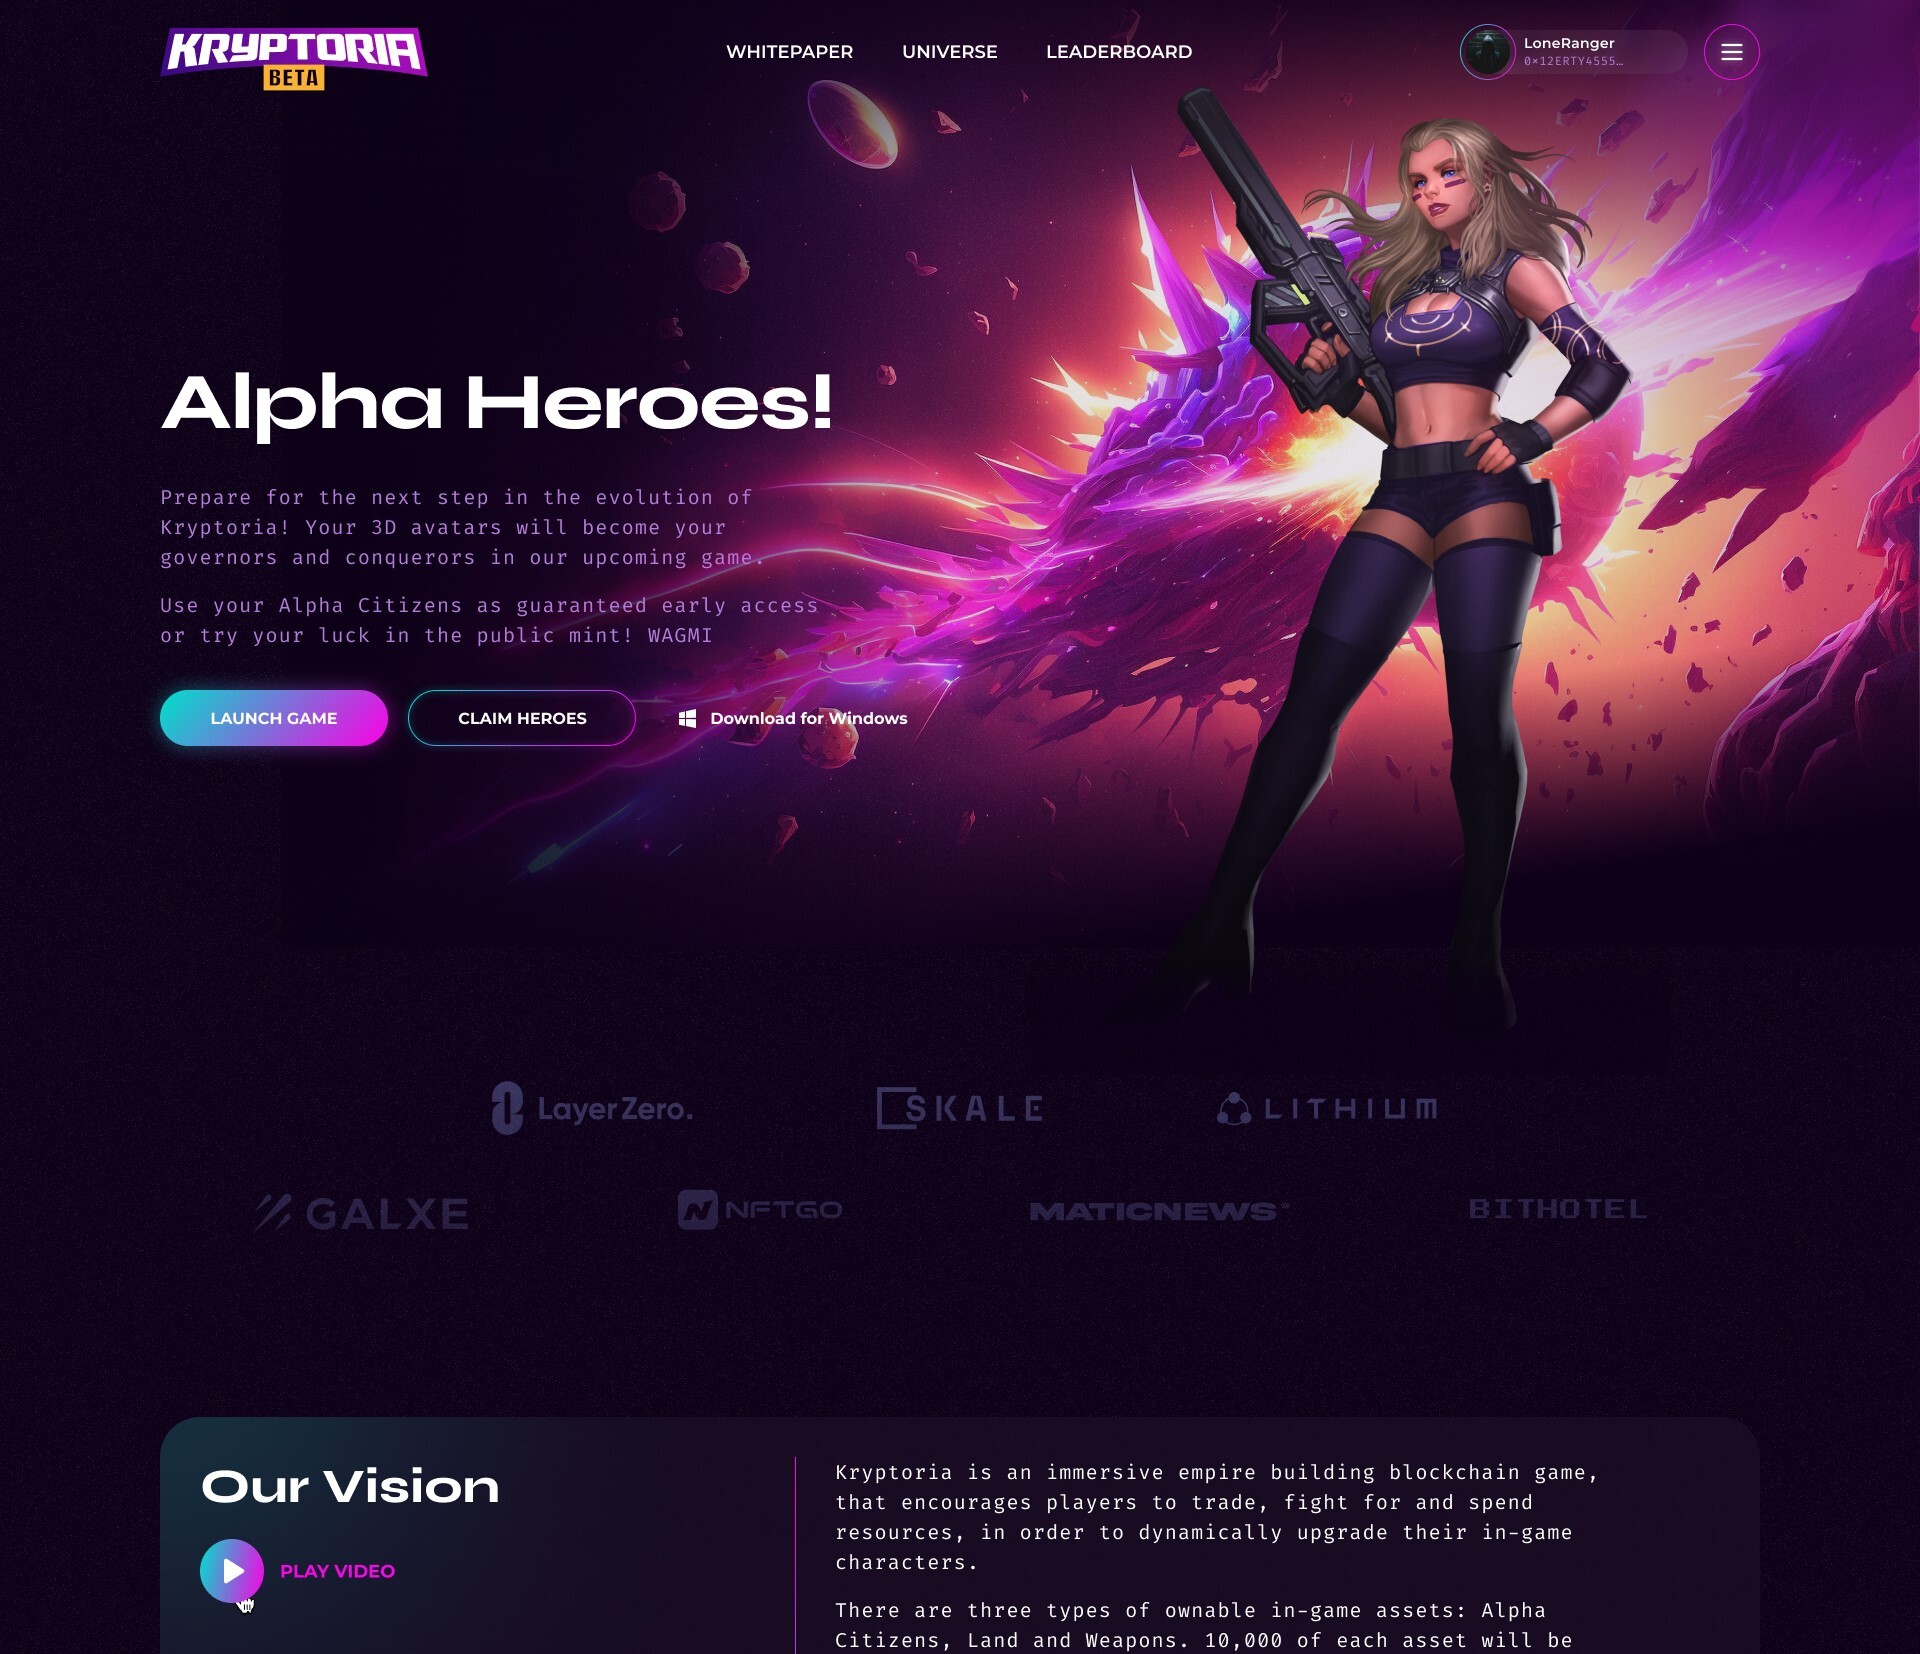 KRYPTORIA
BETA
WHITEPAPER UNIVERSE LEADERBOARD
LoneRanger
0×12ERTY4555…
Alpha Heroes!
Prepare for the next step in the evolution of
Kryptoria! Your 3D avatars will become your
governors and conquerors in our upcoming game.
Use your Alpha Citizens as guaranteed early access
or try your luck in the public mint! WAGMI
LAUNCH GAME CLAIM HEROES Download for Windows
LayerZero. SKALE LITHIUM
GALXE NFTGO MATICNEWS BITHOTEL
Our Vision
PLAY VIDEO
Kryptoria is an immersive empire building blockchain game,
that encourages players to trade, fight for and spend
resources, in order to dynamically upgrade their in-game
characters.
There are three types of ownable in-game assets: Alpha
Citizens, Land and Weapons. 10,000 of each asset will be